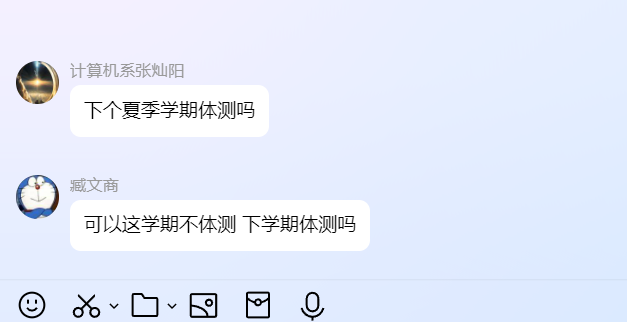 计算机系张灿阳
下个夏季学期体测吗
臧文商
可以这学期不体测 下学期体测吗